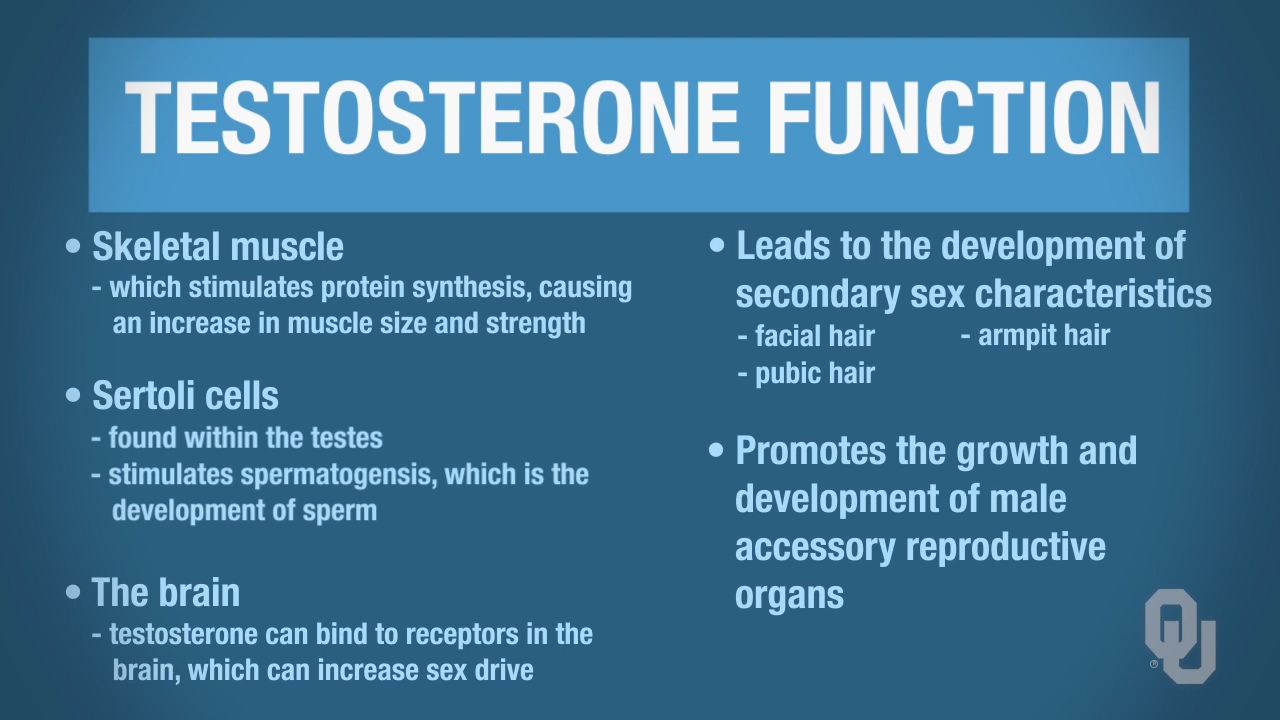 TESTOSTERONE FUNCTION
• Skeletal muscle
- which stimulates protein synthesis, causing
an increase in muscle size and strength
• Sertoli cells
- found within the testes
- stimulates spermatogensis, which is the
development of sperm
• The brain
- testosterone can bind to receptors in the
brain, which can increase sex drive
• Leads to the development of
secondary sex characteristics
- facial hair - armpit hair
- pubic hair
• Promotes the growth and
development of male
accessory reproductive
organs
OU
®